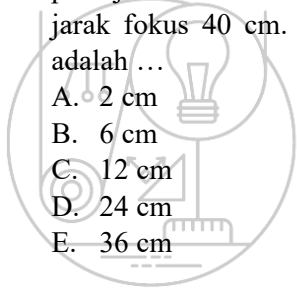 jarak fokus 40 cm.
adalah …
A. 2 cm
B. 6 cm
C. 12 cm
D. 24 cm
E. 36 cm